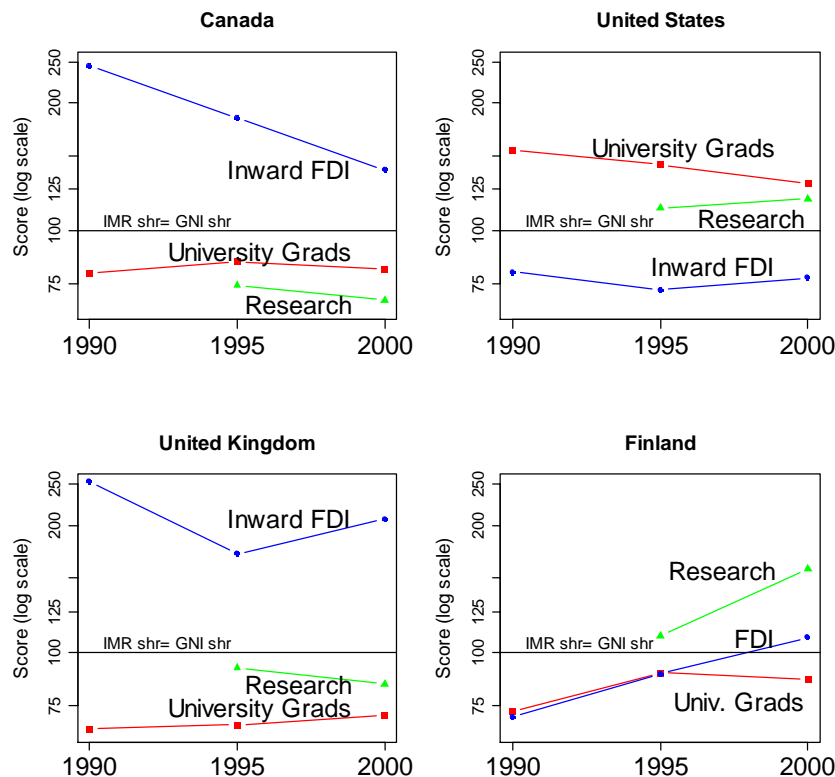 Canada
Score (log scale)
250
200
125
100
75
Inward FDI
IMR shr= GNI shr
University Grads
Research
1990 1995 2000
United States
Score (log scale)
250
200
125
100
75
University Grads
IMR shr= GNI shr
Research
Inward FDI
1990 1995 2000
United Kingdom
Score (log scale)
250
200
125
100
75
Inward FDI
IMR shr= GNI shr
Research
University Grads
1990 1995 2000
Finland
Score (log scale)
250
200
125
100
75
Research
IMR shr= GNI shr
FDI
Univ. Grads
1990 1995 2000